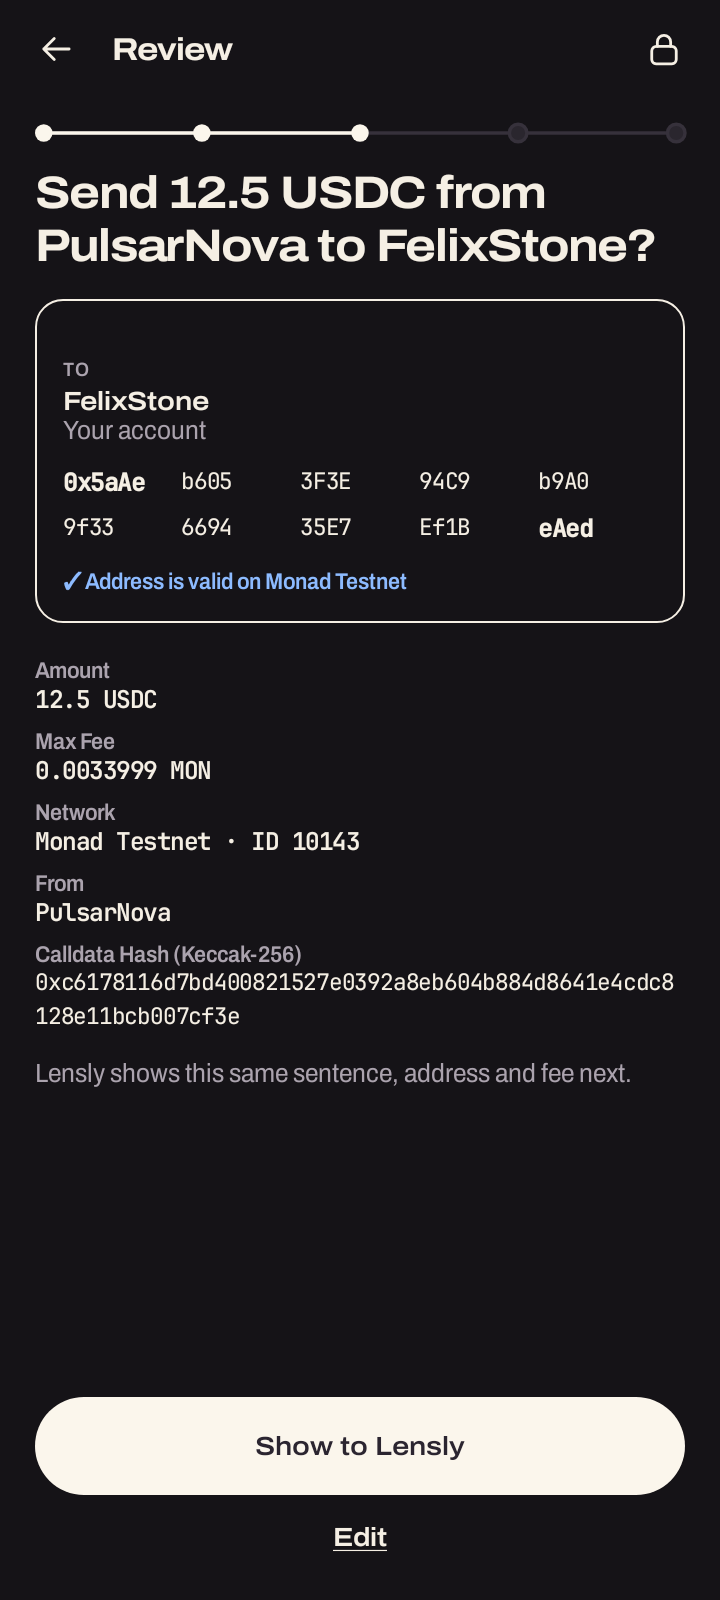 Review
Send 12.5 USDC from
PulsarNova to FelixStone?
TO
FelixStone
Your account
0x5aAe b605 3F3E 94C9 b9A0
9f33 6694 35E7 Ef1B eAed
✓ Address is valid on Monad Testnet
Amount
12.5 USDC
Max Fee
0.0033999 MON
Network
Monad Testnet · ID 10143
From
PulsarNova
Calldata Hash (Keccak-256)
0xc6178116d7bd400821527e0392a8eb604b884d8641e4cdc8
128e11bcb007cf3e
Lensly shows this same sentence, address and fee next.
Show to Lensly
Edit